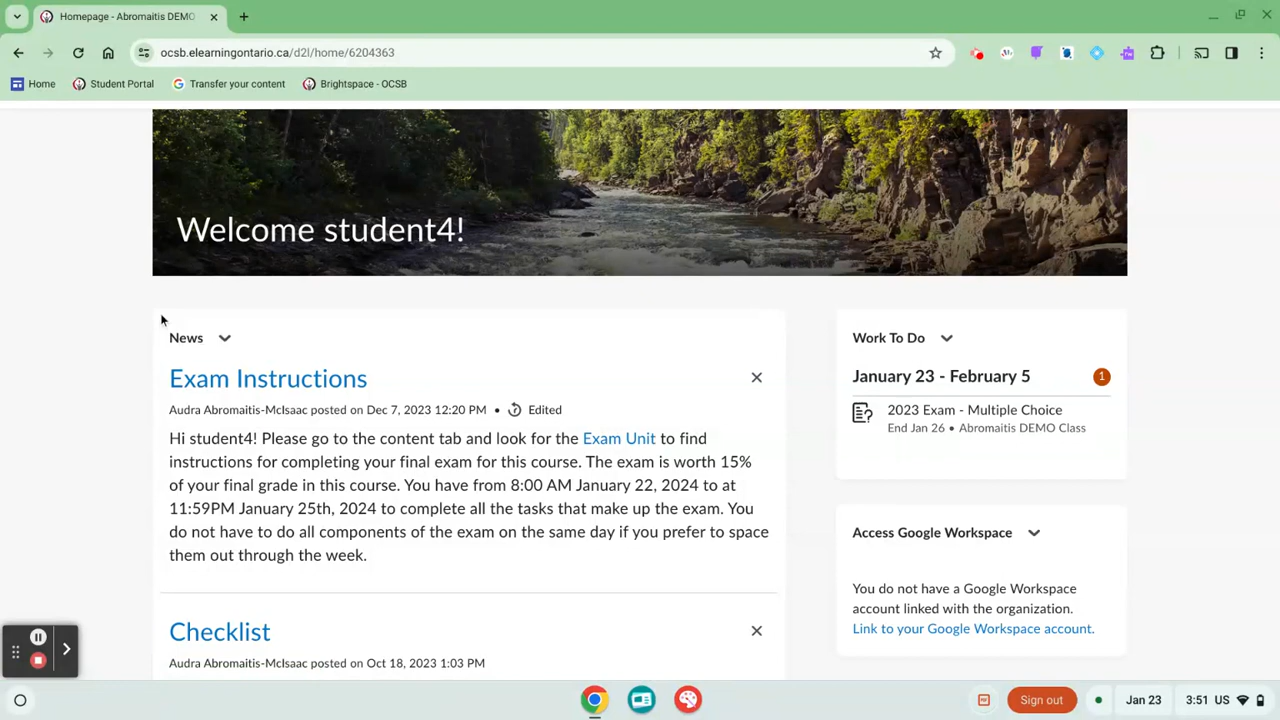 Homepage - Abromaitis DEMO
ocsb.elearningontario.ca/d2l/home/6204363
Home Student Portal Transfer your content Brightspace - OCSB
Welcome student4!
News
Exam Instructions
Audra Abromaitis-McIsaac posted on Dec 7, 2023 12:20 PM • Edited
Hi student4! Please go to the content tab and look for the Exam Unit to find
instructions for completing your final exam for this course. The exam is worth 15%
of your final grade in this course. You have from 8:00 AM January 22, 2024 to at
11:59PM January 25th, 2024 to complete all the tasks that make up the exam. You
do not have to do all components of the exam on the same day if you prefer to space
them out through the week.
Checklist
Audra Abromaitis-McIsaac posted on Oct 18, 2023 1:03 PM
Work To Do
January 23 - February 5 1
2023 Exam - Multiple Choice
End Jan 26 • Abromaitis DEMO Class
Access Google Workspace
You do not have a Google Workspace
account linked with the organization.
Link to your Google Workspace account.
Sign out Jan 23 3:51 US